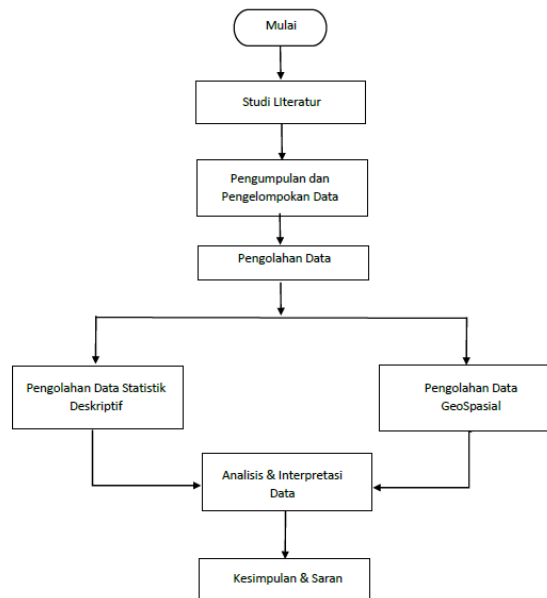 Mulai
Studi LIteratur
Pengumpulan dan
Pengelompokan Data
Pengolahan Data
Pengolahan Data Statistik
Deskriptif
Pengolahan Data
GeoSpasial
Analisis & Interpretasi
Data
Kesimpulan & Saran